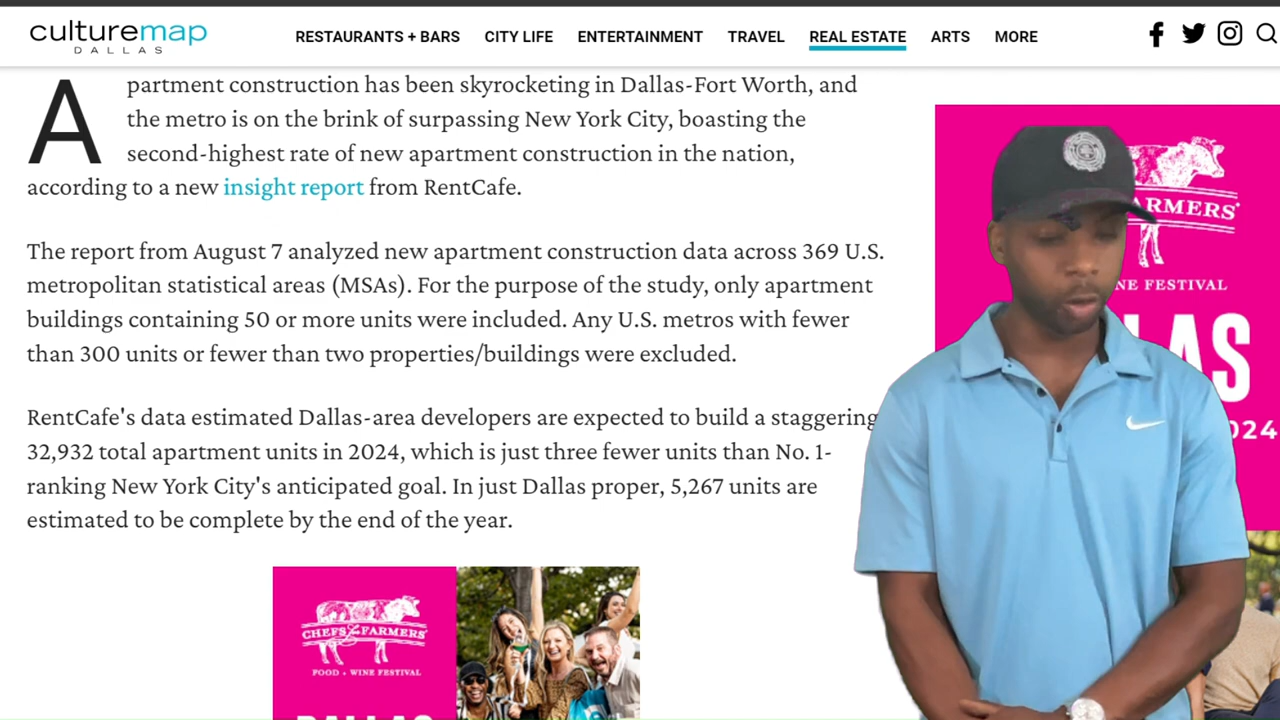 culturemap
DALLAS
RESTAURANTS + BARS CITY LIFE ENTERTAINMENT TRAVEL REAL ESTATE ARTS MORE
Apartment construction has been skyrocketing in Dallas-Fort Worth, and
the metro is on the brink of surpassing New York City, boasting the
second-highest rate of new apartment construction in the nation,
according to a new insight report from RentCafe.
The report from August 7 analyzed new apartment construction data across 369 U.S.
metropolitan statistical areas (MSAs). For the purpose of the study, only apartment
buildings containing 50 or more units were included. Any U.S. metros with fewer
than 300 units or fewer than two properties/buildings were excluded.
RentCafe's data estimated Dallas-area developers are expected to build a staggering
32,932 total apartment units in 2024, which is just three fewer units than No. 1-
ranking New York City's anticipated goal. In just Dallas proper, 5,267 units are
estimated to be complete by the end of the year.
CHEFS FARMERS
FOOD + WINE FESTIVAL
DALLAS
ARMERS
NE FESTIVAL
LAS
024